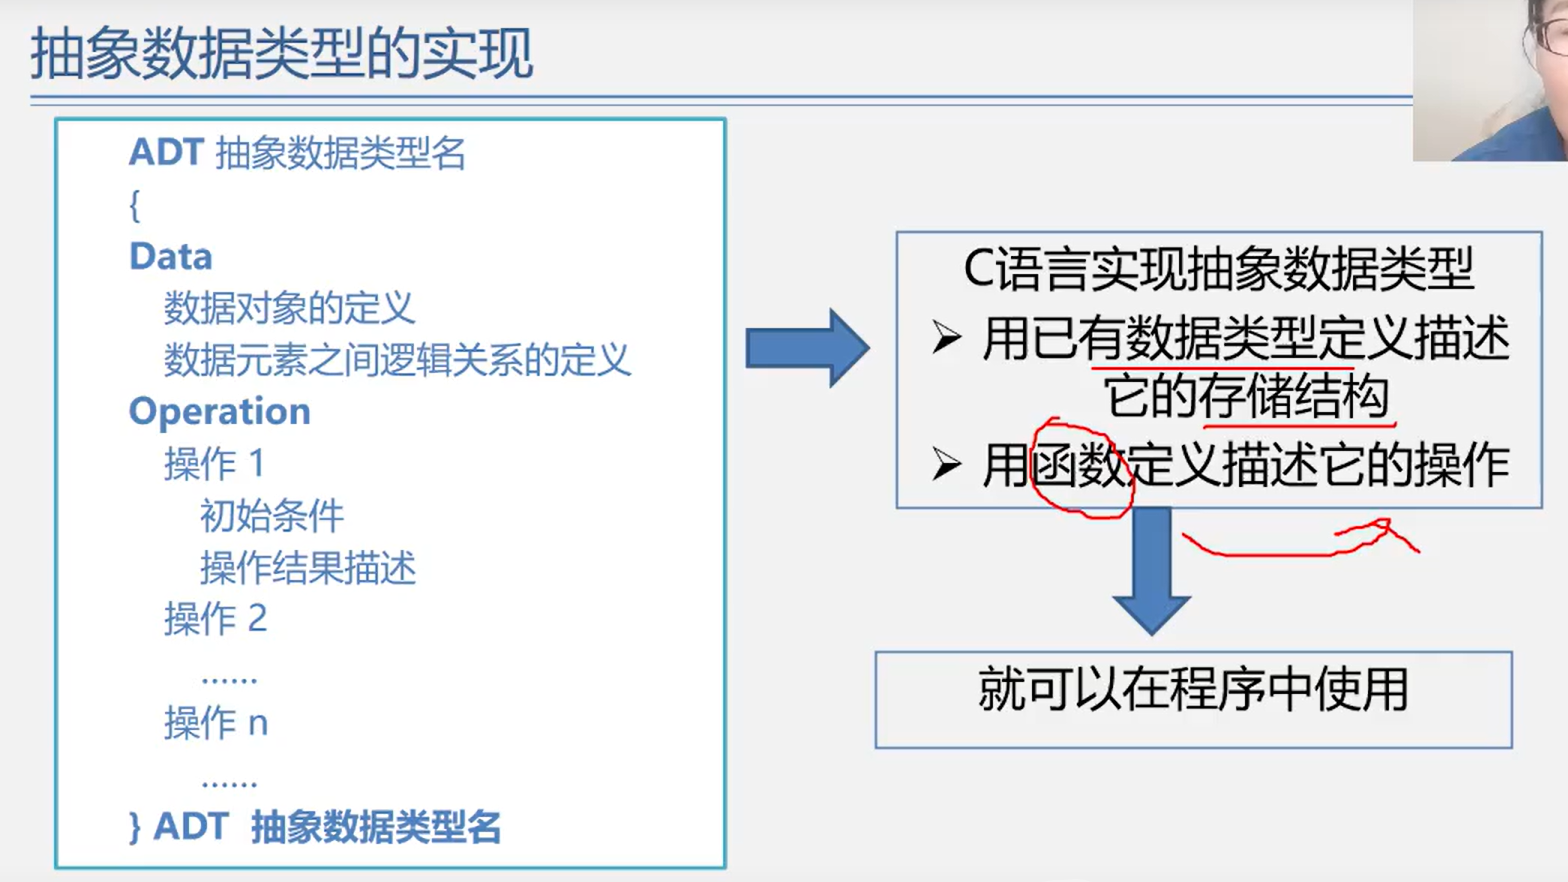 抽象数据类型的实现
ADT 抽象数据类型名
{
Data
数据对象的定义
数据元素之间逻辑关系的定义
Operation
操作 1
初始条件
操作结果描述
操作 2
……
操作 n
……
} ADT 抽象数据类型名
C语言实现抽象数据类型
➢ 用已有数据类型定义描述
它的存储结构
➢ 用函数定义描述它的操作
就可以在程序中使用